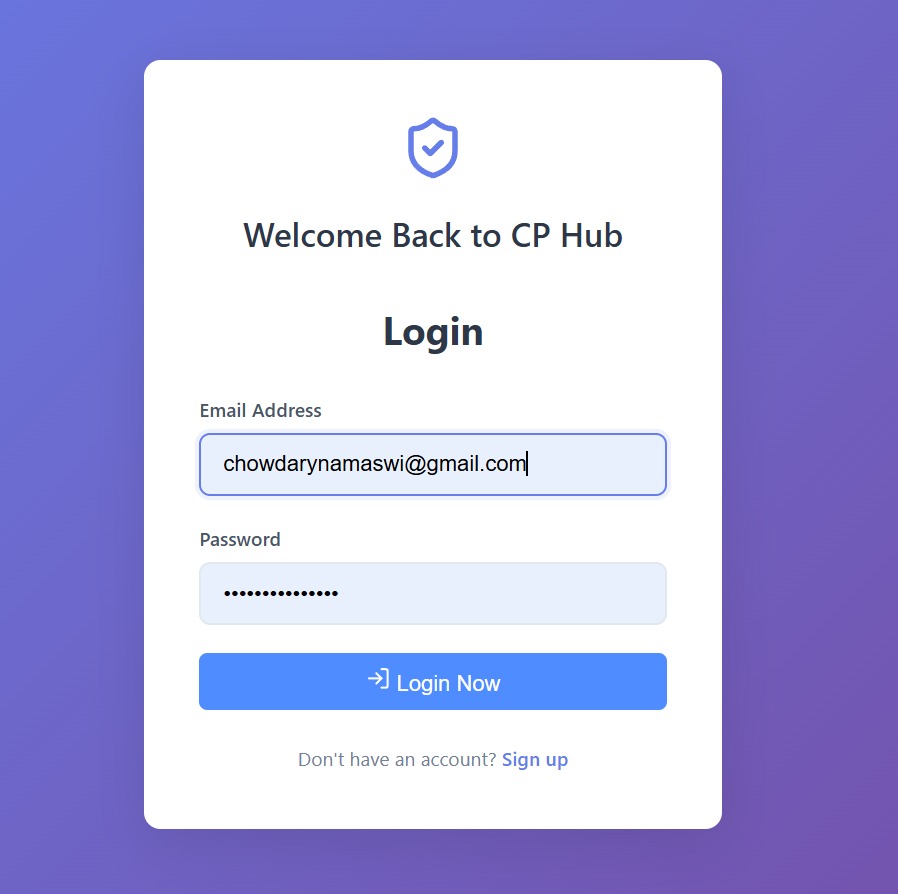 Welcome Back to CP Hub
Login
Email Address
chowdarynamaswi@gmail.com
Password
•••••••••••••••
Login Now
Don't have an account? Sign up